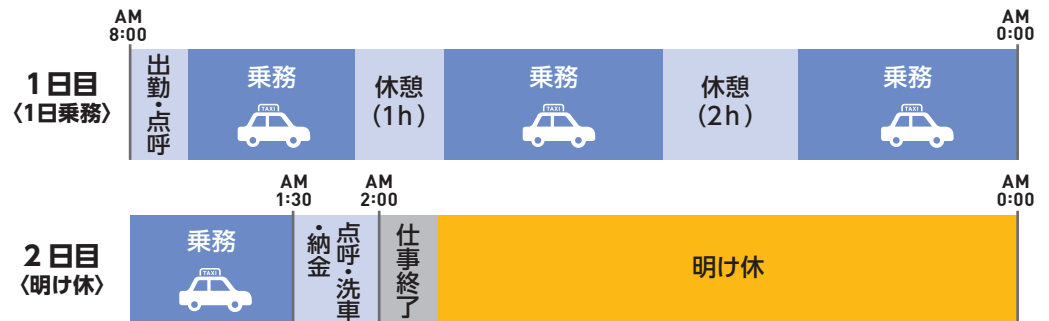 AM
8:00
AM
0:00
1日目
〈1日乗務〉
出勤・点呼
乗務
TAXI
休憩
(1h)
乗務
TAXI
休憩
(2h)
乗務
TAXI
AM
1:30
AM
2:00
AM
0:00
2日目
〈明け休〉
乗務
TAXI
点呼・洗車
・納金
仕事終了
明け休